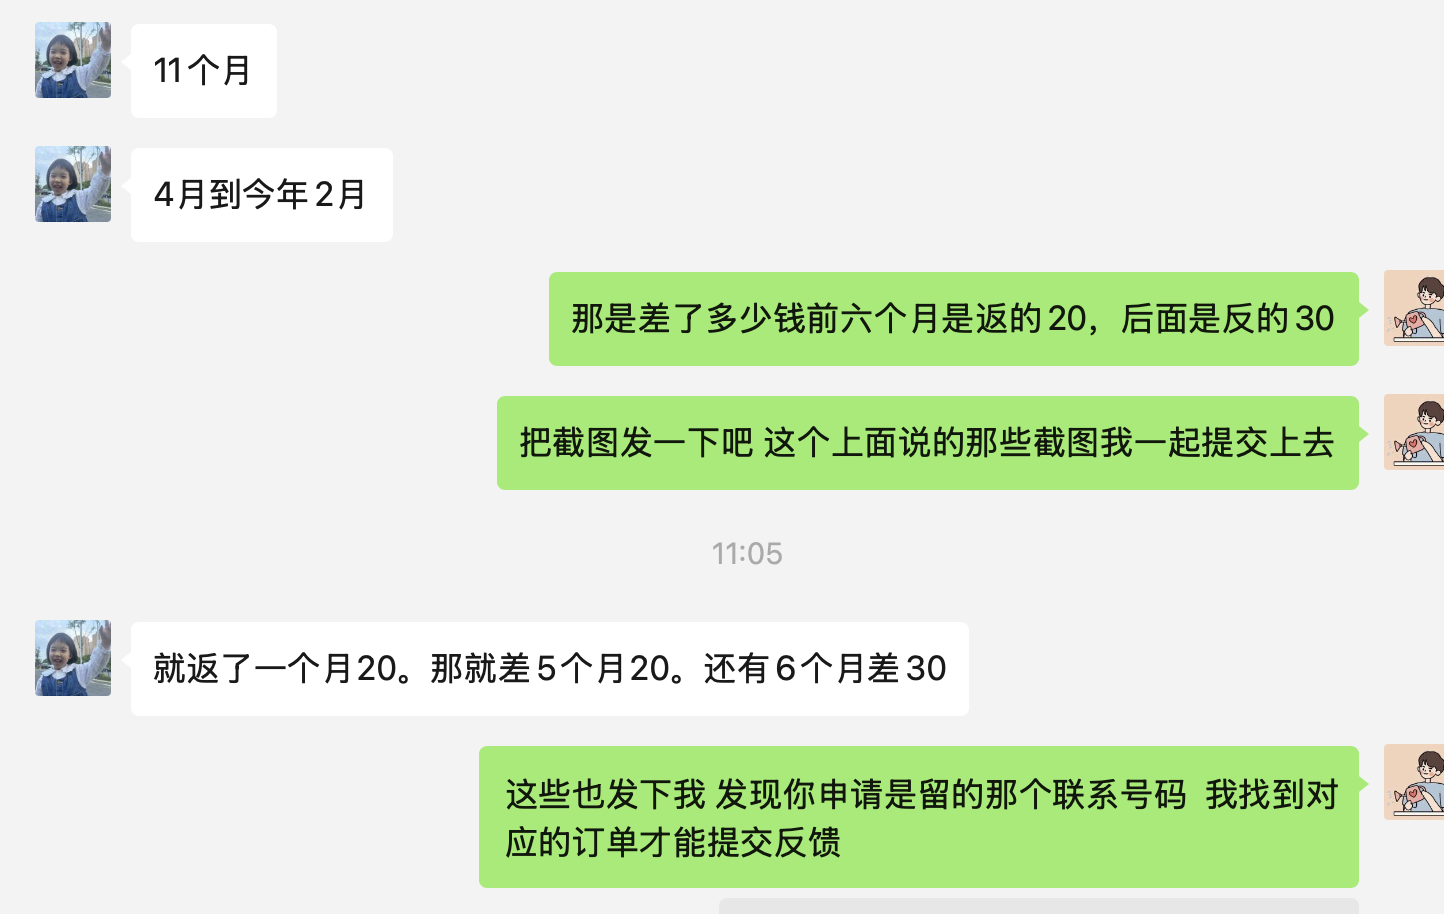 11个月
4月到今年2月
那是差了多少钱前六个月是返的20，后面是反的30
把截图发一下吧 这个上面说的那些截图我一起提交上去
11:05
就返了一个月20。那就差5个月20。还有6个月差30
这些也发下我 发现你申请是留的那个联系号码  我找到对
应的订单才能提交反馈